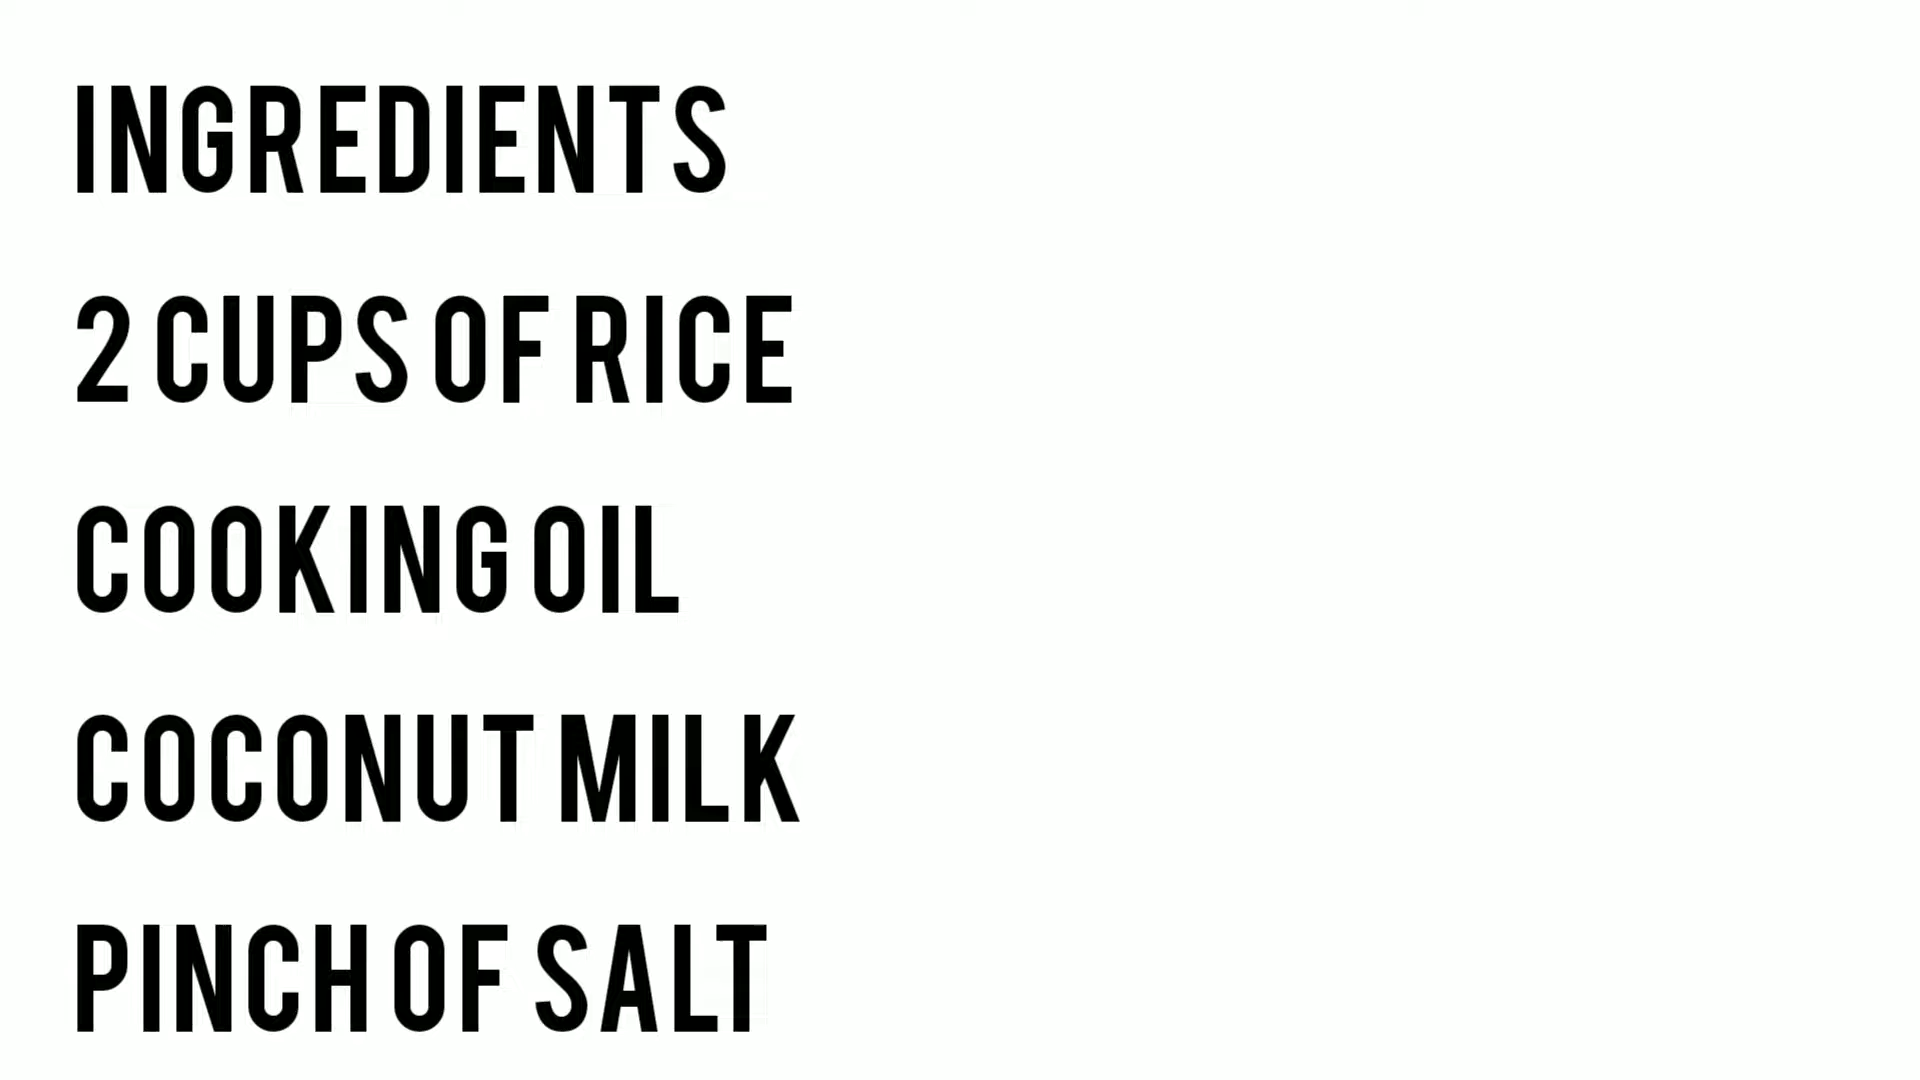 INGREDIENTS
2 CUPS OF RICE
COOKING OIL
COCONUT MILK
PINCH OF SALT